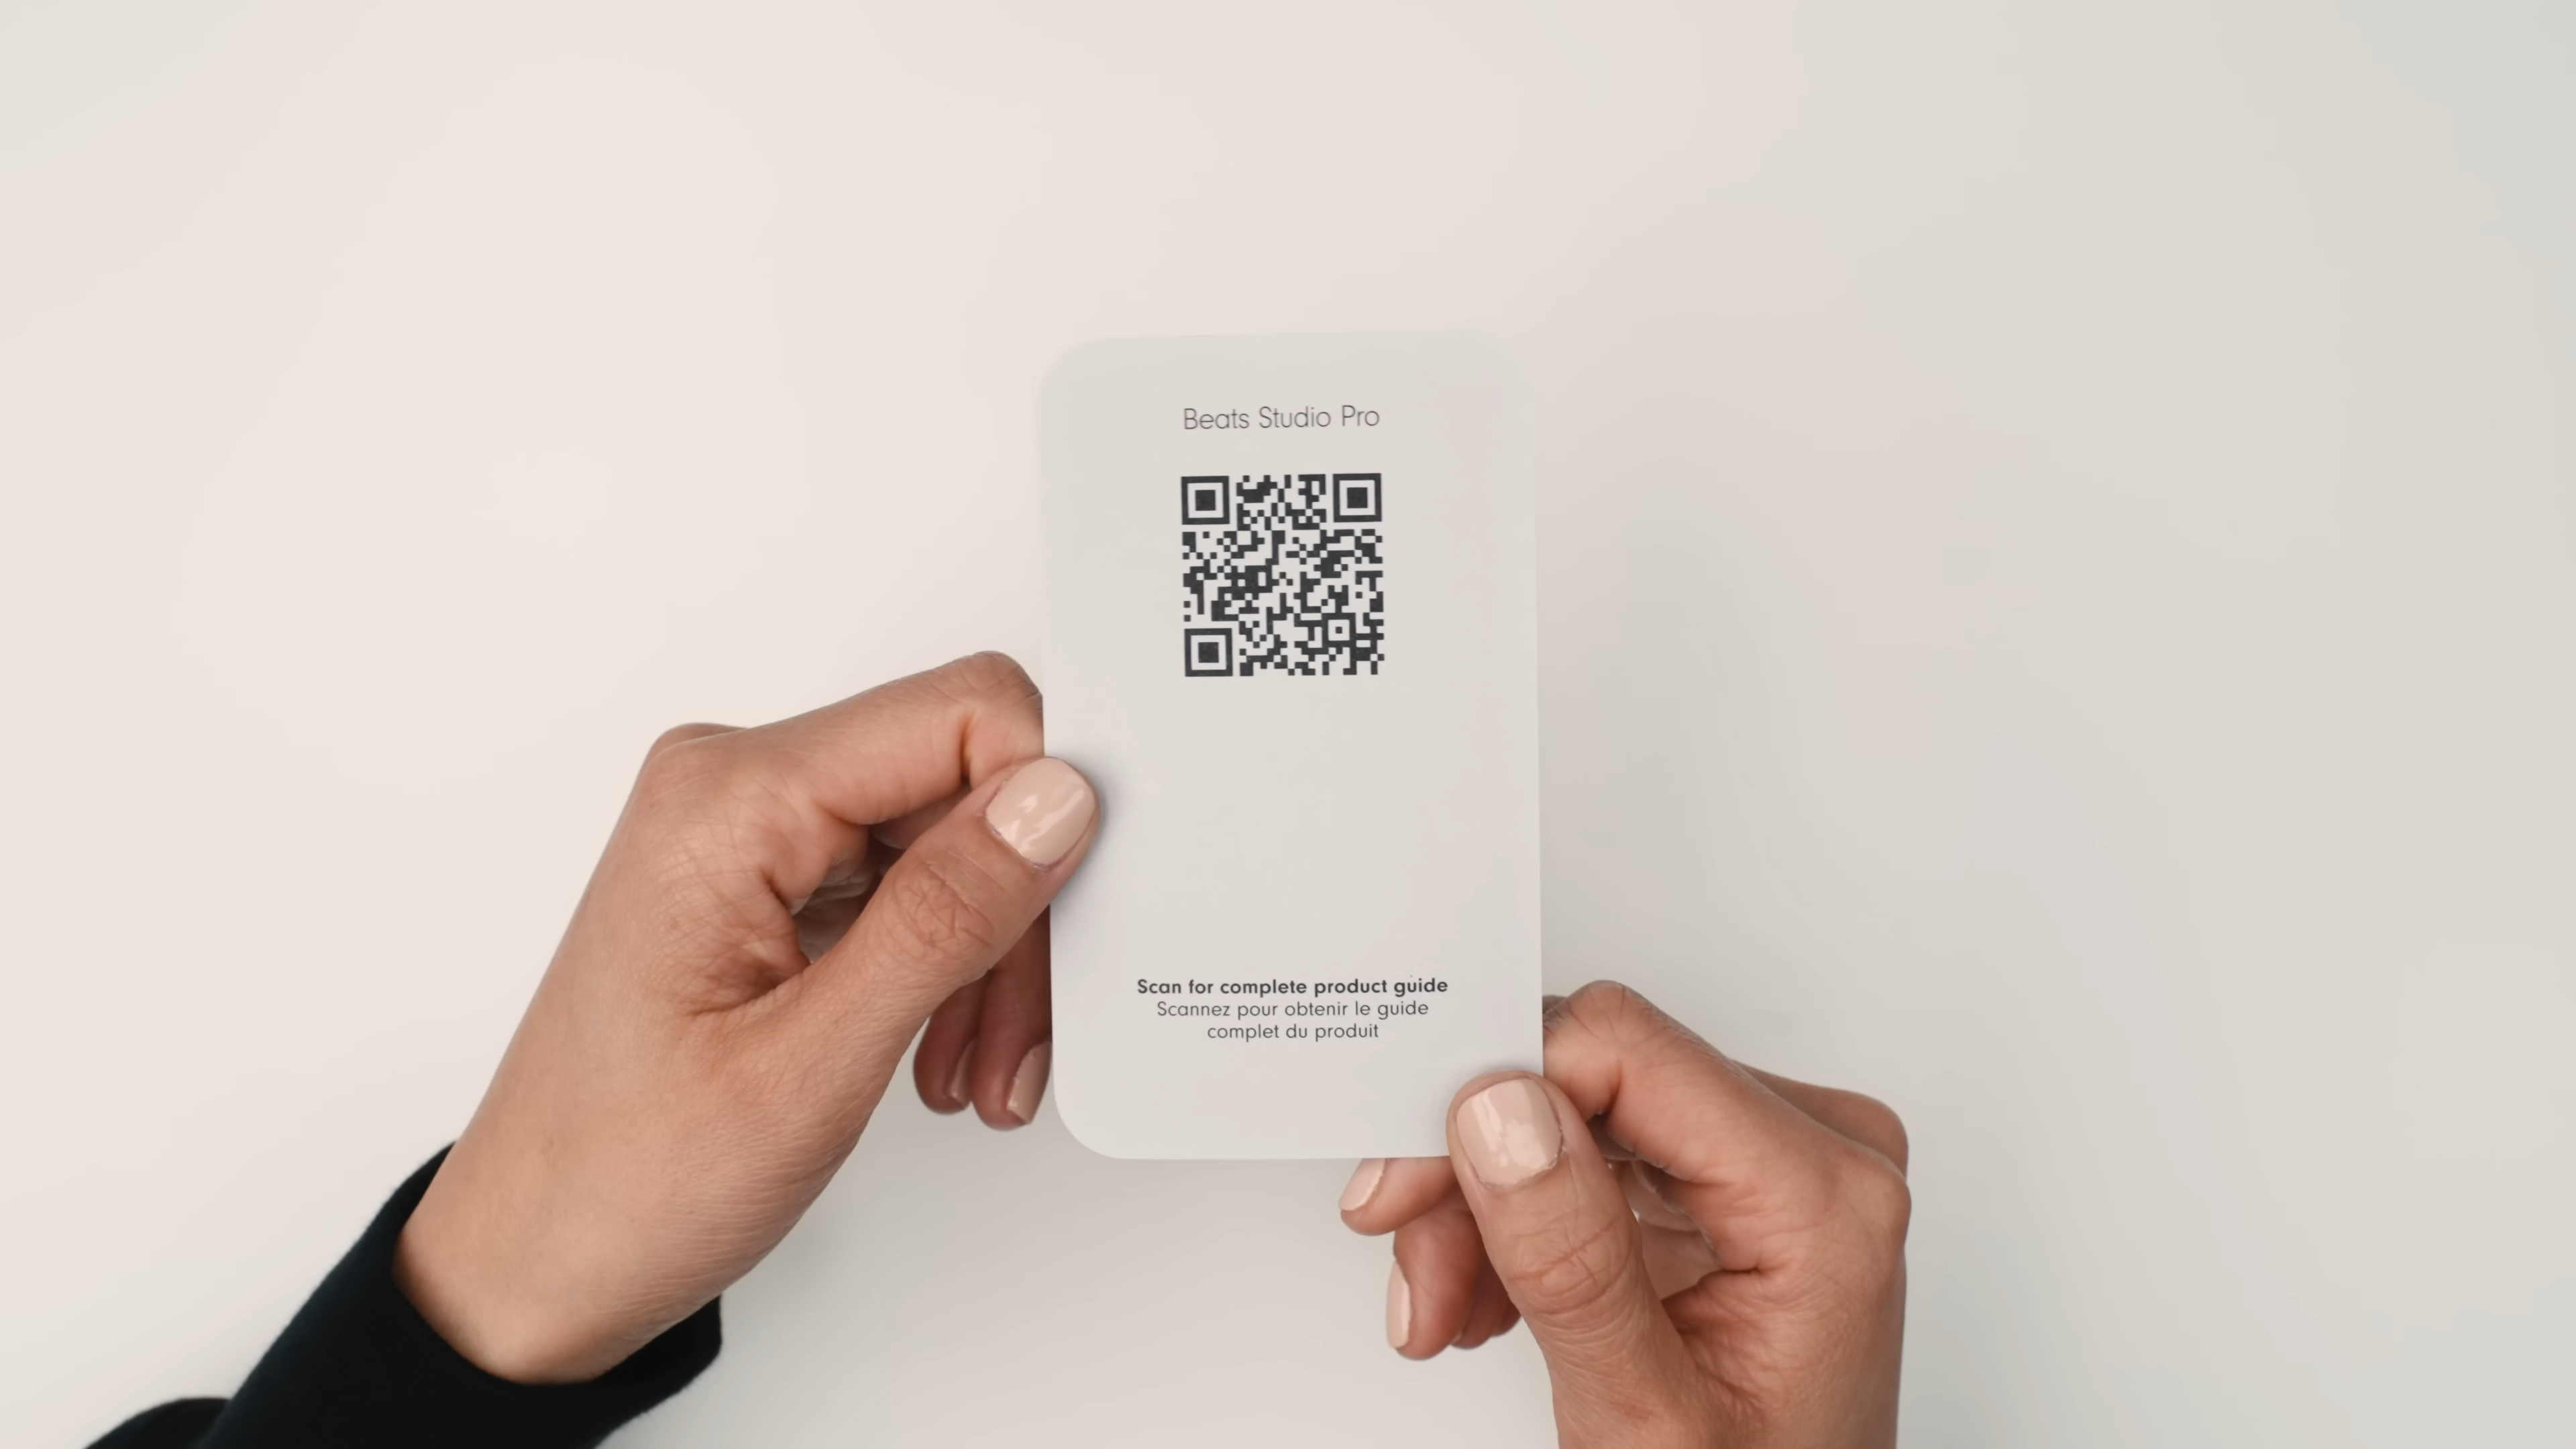 Beats Studio Pro
Scan for complete product guide
Scannez pour obtenir le guide
complet du produit